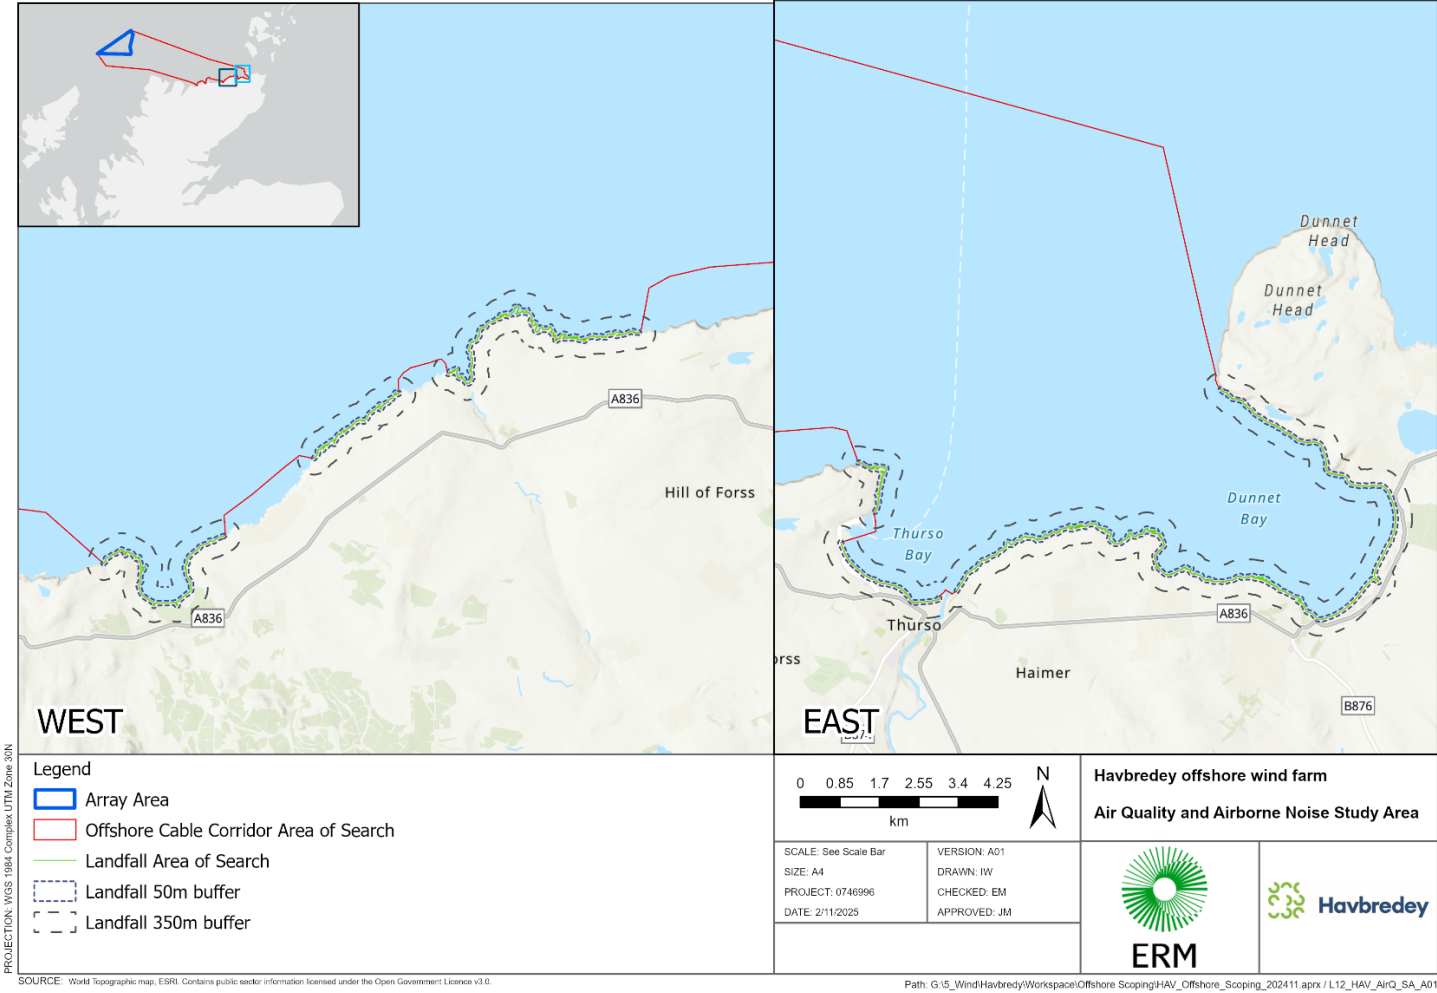 Dunnet
Head
Dunnet
Head
A836
Hill of Forss
Dunnet
Bay
Thurso
Bay
A836
A836
Thurso
orss
Haimer
B876
WEST
EAST
B874
Legend
Array Area
Offshore Cable Corridor Area of Search
Landfall Area of Search
Landfall 50m buffer
Landfall 350m buffer
0 0.85 1.7 2.55 3.4 4.25
km
N
Havbredey offshore wind farm
Air Quality and Airborne Noise Study Area
SCALE: See Scale Bar
SIZE: A4
PROJECT: 0746996
DATE: 2/11/2025
VERSION: A01
DRAWN: IW
CHECKED: EM
APPROVED: JM
ERM
Havbredey
PROJECTION: WGS 1984 Complex UTM Zone 30N
SOURCE: World Topographic map, ESRI. Contains public sector information licensed under the Open Government Licence v3.0.
Path: G:\5_Wind\Havbredy\Workspace\Offshore Scoping\HAV_Offshore_Scoping_202411.aprx / L12_HAV_AirQ_SA_A01